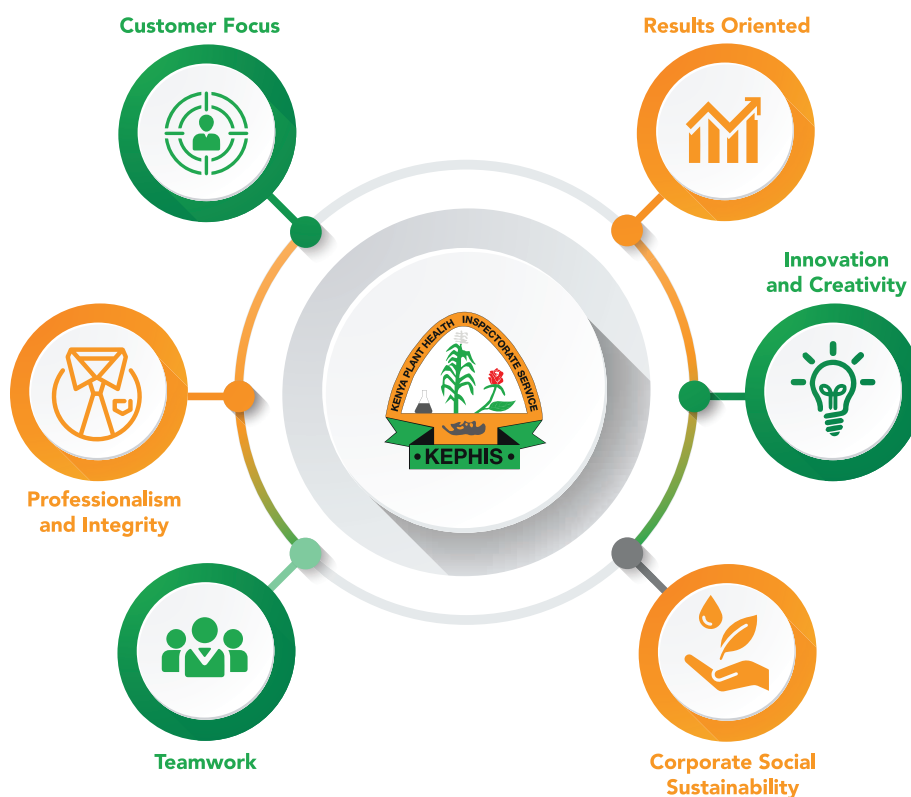 Customer Focus
Results Oriented
Innovation
and Creativity
KENYA PLANT HEALTH INSPECTORATE SERVICE
• KEPHIS •
Professionalism
and Integrity
Teamwork
Corporate Social
Sustainability